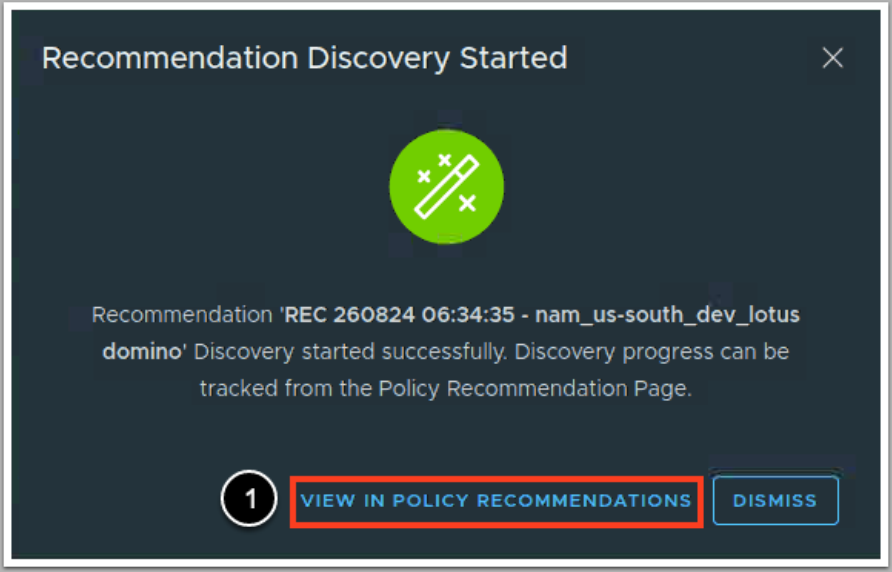 Recommendation Discovery Started
Recommendation 'REC 260824 06:34:35 - nam_us-south_dev_lotus
domino' Discovery started successfully. Discovery progress can be
tracked from the Policy Recommendation Page.
1 VIEW IN POLICY RECOMMENDATIONS DISMISS